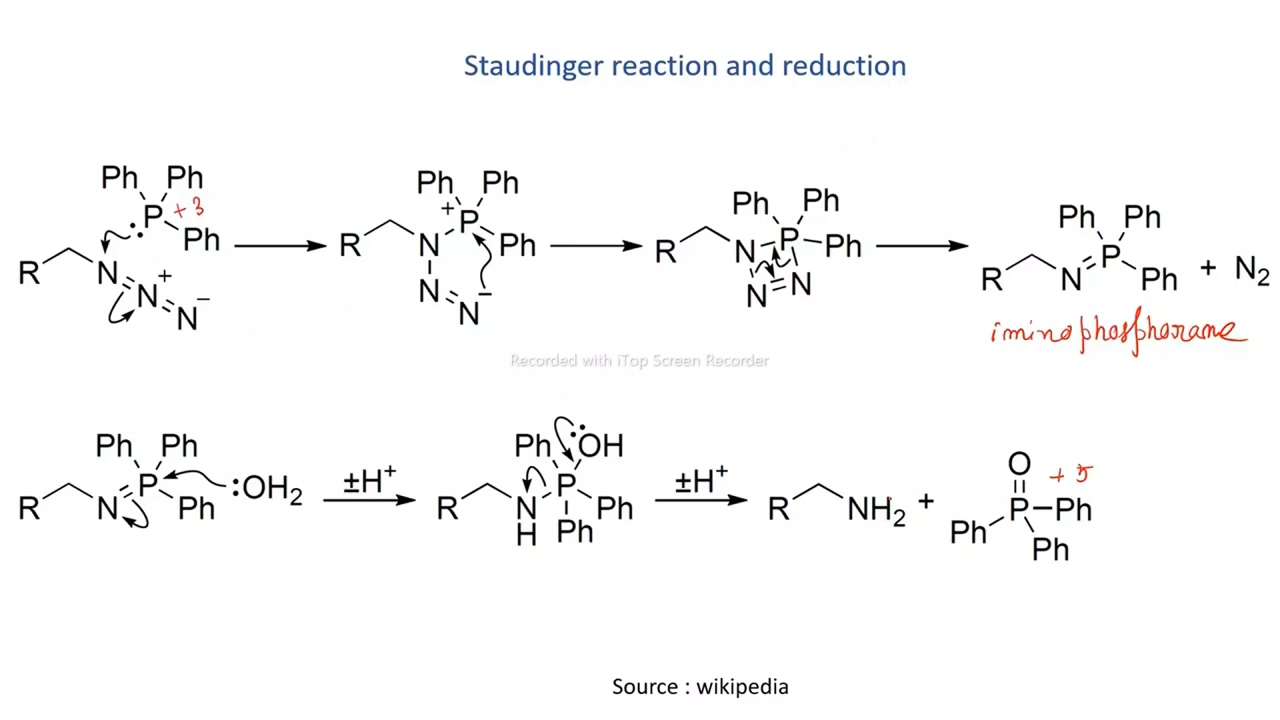 Staudinger reaction and reduction
Ph Ph
P +3
Ph
R N N + N −
Ph Ph
+ P
R N Ph
N N −
Ph Ph
R N P Ph
N N
Ph Ph
R N P Ph + N2
iminophosphorane
Recorded with iTop Screen Recorder
Ph Ph
R N P Ph :OH2
±H+
Ph OH
R N P Ph
H Ph
±H+
R NH2 +
O +5
Ph P Ph
Ph
Source : wikipedia